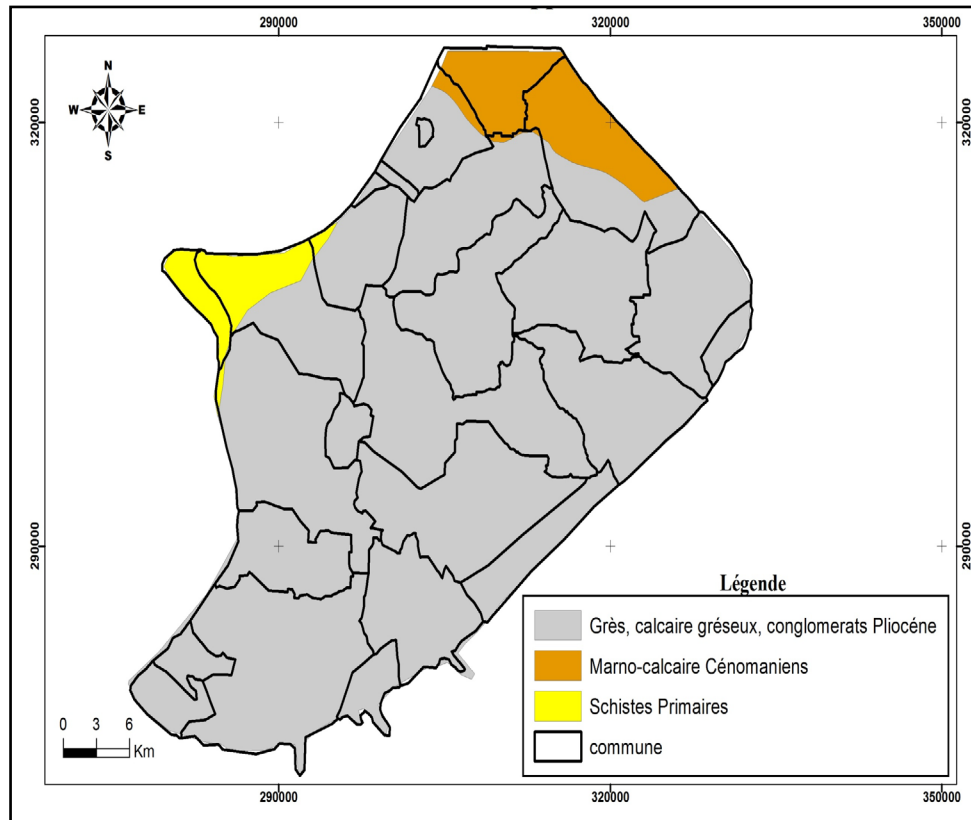 290000 320000 350000
N
W E
S
320000 320000
290000 290000
Légende
Grès, calcaire gréseux, conglomerats Pliocéne
Marno-calcaire Cénomaniens
Schistes Primaires
commune
0 3 6
Km
290000 320000 350000